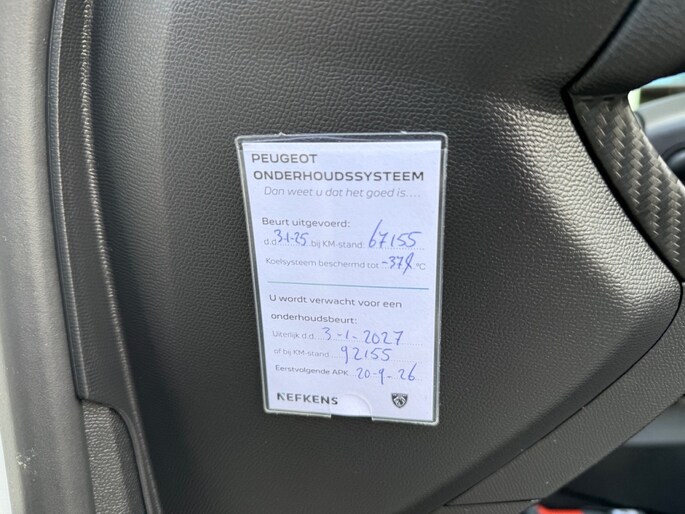 PEUGEOT
ONDERHOUDSSYSTEEM
Dan weet u dat het goed is....
Beurt uitgevoerd:
d.d. 3-1-25 bij KM-stand: 67155
Koelsysteem beschermd tot -37 °C
U wordt verwacht voor een
onderhoudsbeurt:
Uiterlijk d.d. 3-1-2027
of bij KM-stand 92155
Eerstvolgende APK 20-9-26
NEFKENS